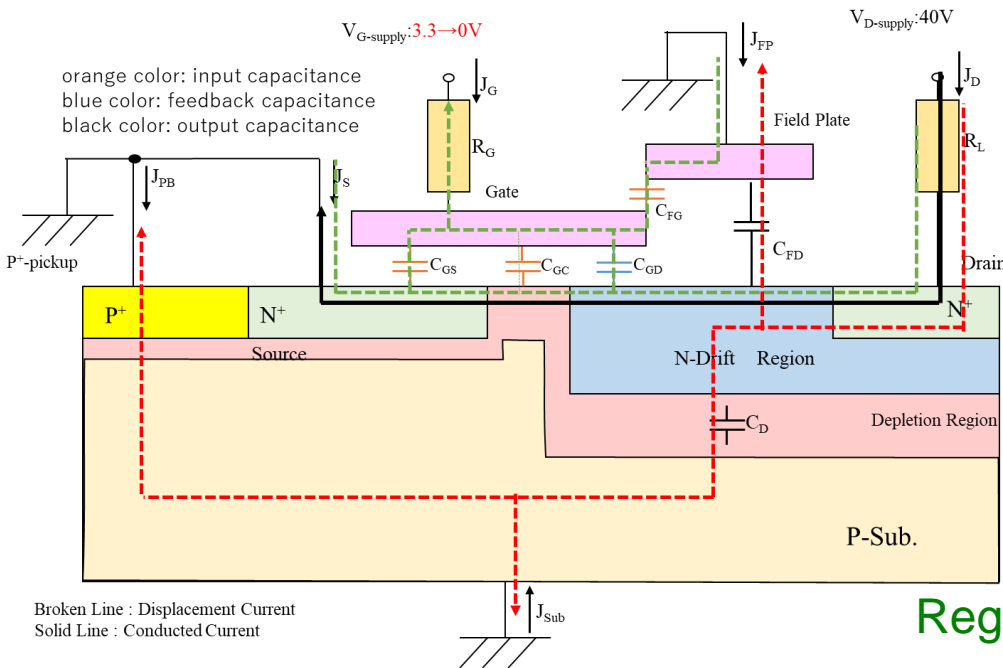 V_G-supply:3.3→0V
V_D-supply:40V
J_FP
orange color: input capacitance
blue color: feedback capacitance
black color: output capacitance
J_G
J_D
Field Plate
R_G
R_L
J_PB
J_S
Gate
C_FG
P⁺-pickup
C_GS
C_GC
C_GD
C_FD
Drain
P⁺
N⁺
N⁺
Source
N-Drift Region
C_D
Depletion Region
P-Sub.
Broken Line : Displacement Current
Solid Line : Conducted Current
J_Sub
Reg